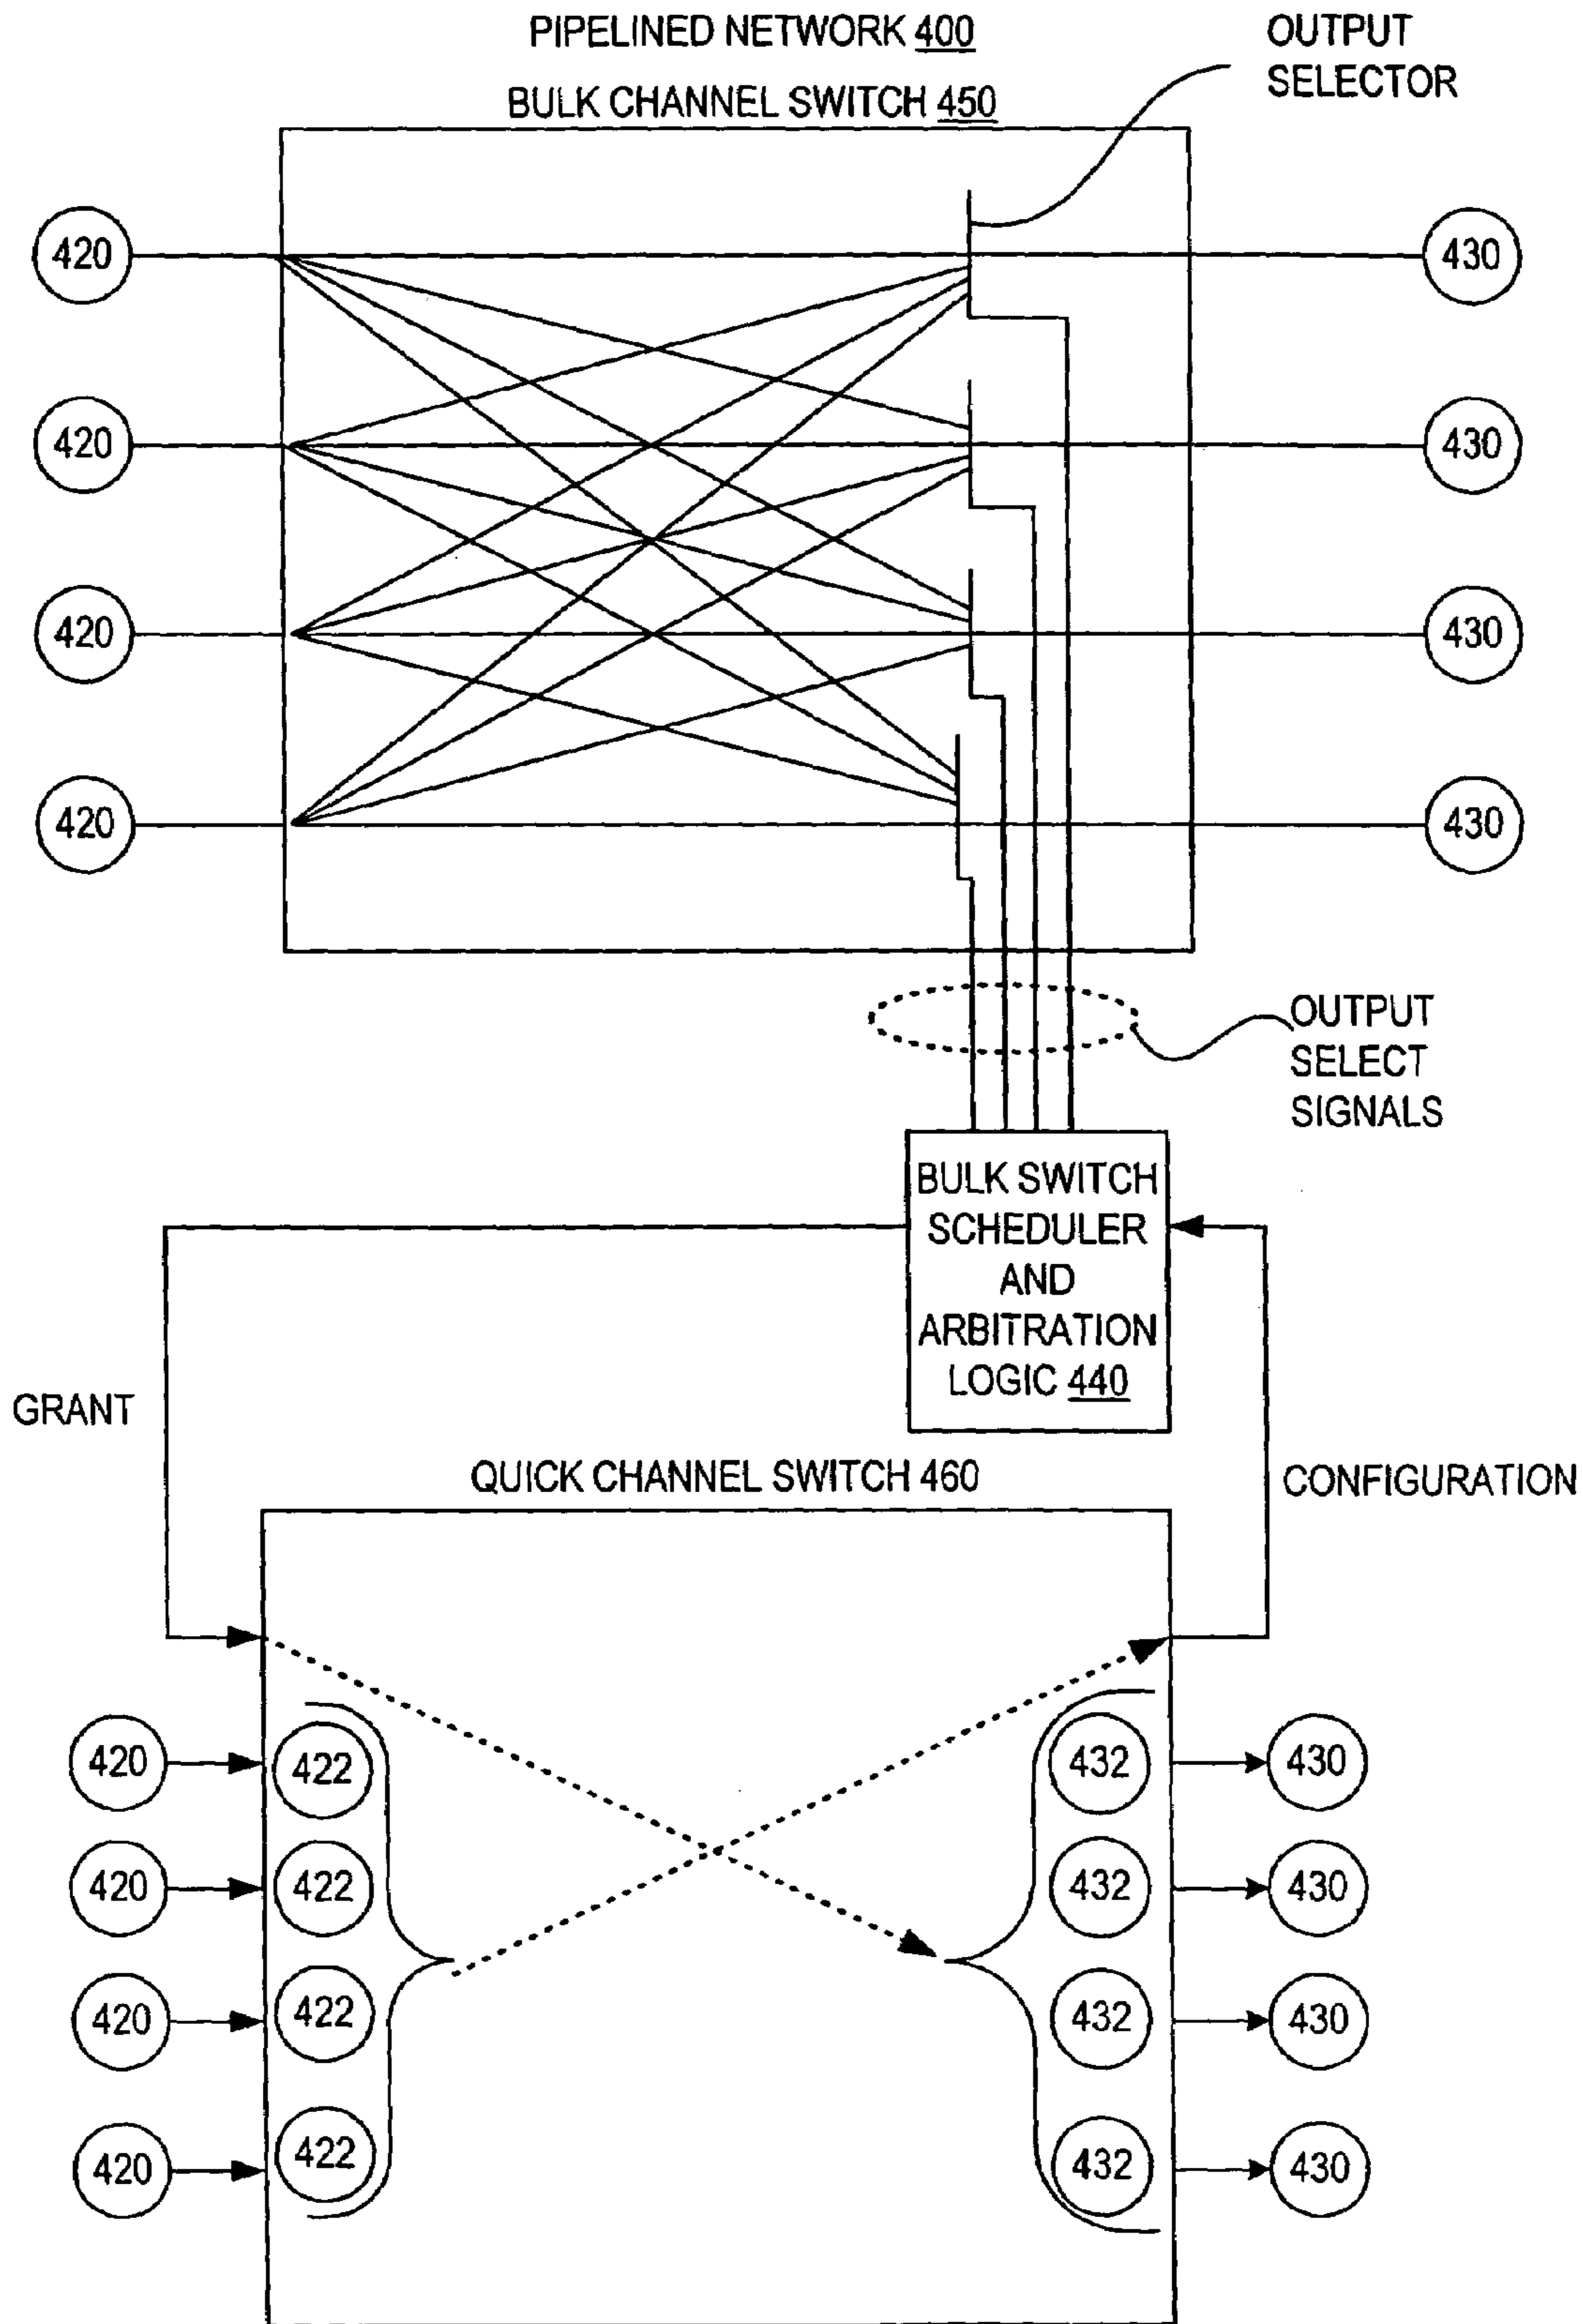 PIPELINED NETWORK 400
BULK CHANNEL SWITCH 450
OUTPUT
SELECTOR
420
430
420
430
420
430
420
430
OUTPUT
SELECT
SIGNALS
BULK SWITCH
SCHEDULER
AND
ARBITRATION
LOGIC 440
GRANT
QUICK CHANNEL SWITCH 460
CONFIGURATION
420
422
432
430
420
422
432
430
420
422
432
430
420
422
432
430